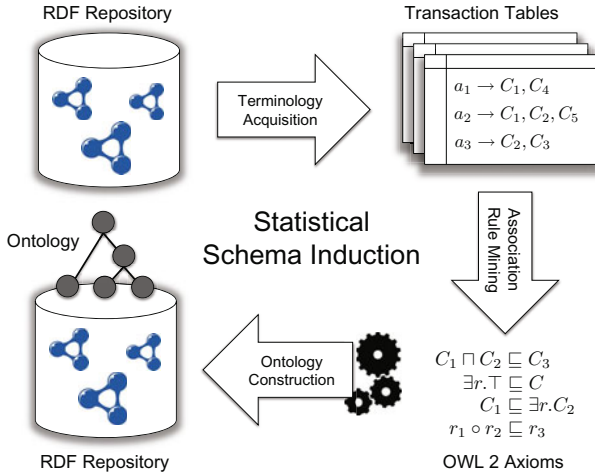 RDF Repository
Transaction Tables
Terminology
Acquisition
a₁ → C₁, C₄
a₂ → C₁, C₂, C₅
a₃ → C₂, C₃
Ontology
Statistical
Schema Induction
Association
Rule Mining
Ontology
Construction
C₁ ⊓ C₂ ⊑ C₃
∃r.⊤ ⊑ C
C₁ ⊑ ∃r.C₂
r₁ ∘ r₂ ⊑ r₃
RDF Repository
OWL 2 Axioms